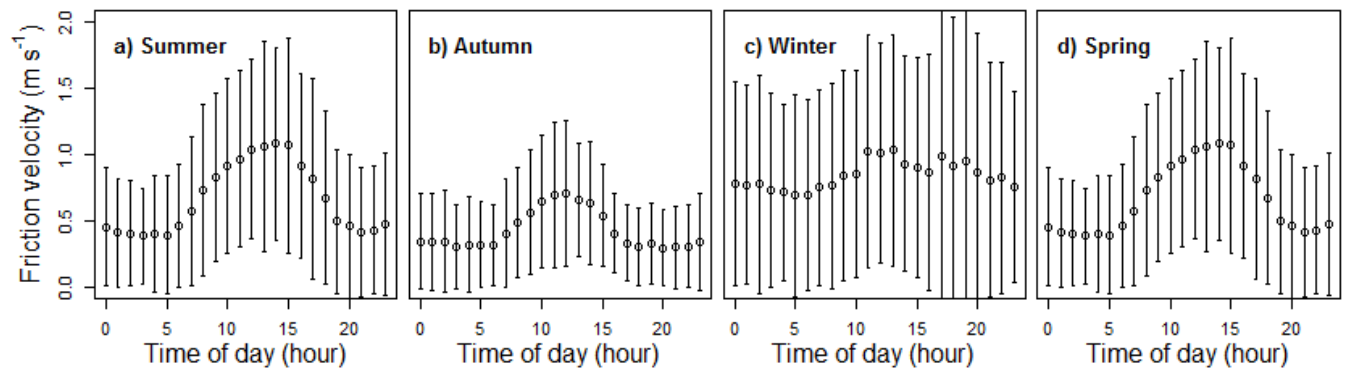 Friction velocity (m s⁻¹)
2.0
1.5
1.0
0.5
0.0
a) Summer
0 5 10 15 20
Time of day (hour)
b) Autumn
0 5 10 15 20
Time of day (hour)
c) Winter
0 5 10 15 20
Time of day (hour)
d) Spring
0 5 10 15 20
Time of day (hour)